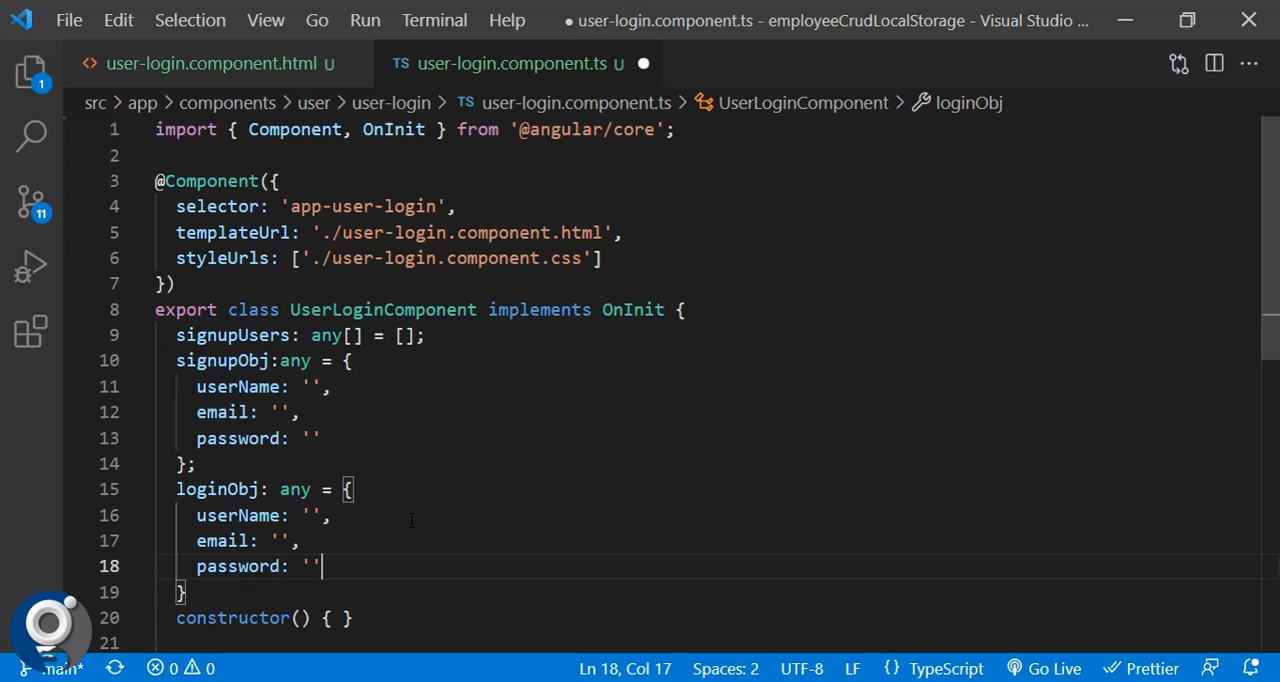 File Edit Selection View Go Run Terminal Help ● user-login.component.ts - employeeCrudLocalStorage - Visual Studio ...
<> user-login.component.html U TS user-login.component.ts U ●
src > app > components > user > user-login > TS user-login.component.ts > UserLoginComponent > loginObj
1 import { Component, OnInit } from '@angular/core';
2
3 @Component({
4 selector: 'app-user-login',
5 templateUrl: './user-login.component.html',
6 styleUrls: ['./user-login.component.css']
7 })
8 export class UserLoginComponent implements OnInit {
9 signupUsers: any[] = [];
10 signupObj:any = {
11 userName: '',
12 email: '',
13 password: ''
14 };
15 loginObj: any = {
16 userName: '',
17 email: '',
18 password: ''
19 }
20 constructor() { }
21
1
11
main* 0 0 Ln 18, Col 17 Spaces: 2 UTF-8 LF {} TypeScript Go Live Prettier